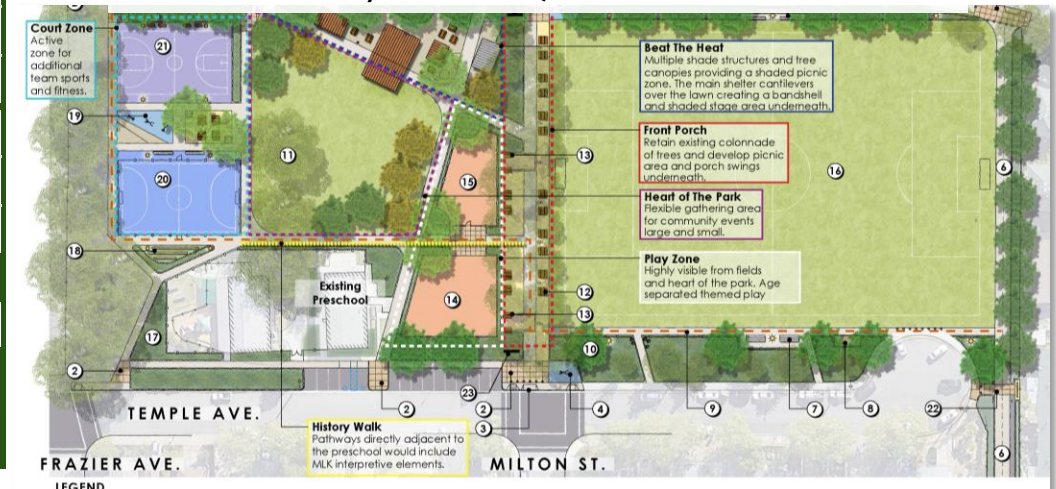 Court Zone
Active
zone for
additional
team sports
and fitness.
21
19
20
11
18
17
2
Existing
Preschool
15
14
13
12
13
10
16
6
Beat The Heat
Multiple shade structures and tree
canopies providing a shaded picnic
zone. The main shelter cantilevers
over the lawn creating a bandshell
and shaded stage area underneath.
Front Porch
Retain existing colonnade
of trees and develop picnic
area and porch swings
underneath.
Heart of The Park
Flexible gathering area
for community events
large and small.
Play Zone
Highly visible from fields
and heart of the park. Age
separated themed play
2
23
2
3
4
9
7
8
22
6
TEMPLE AVE.
History Walk
Pathways directly adjacent to
the preschool would include
MLK interpretive elements.
FRAZIER AVE.
MILTON ST.
LEGEND